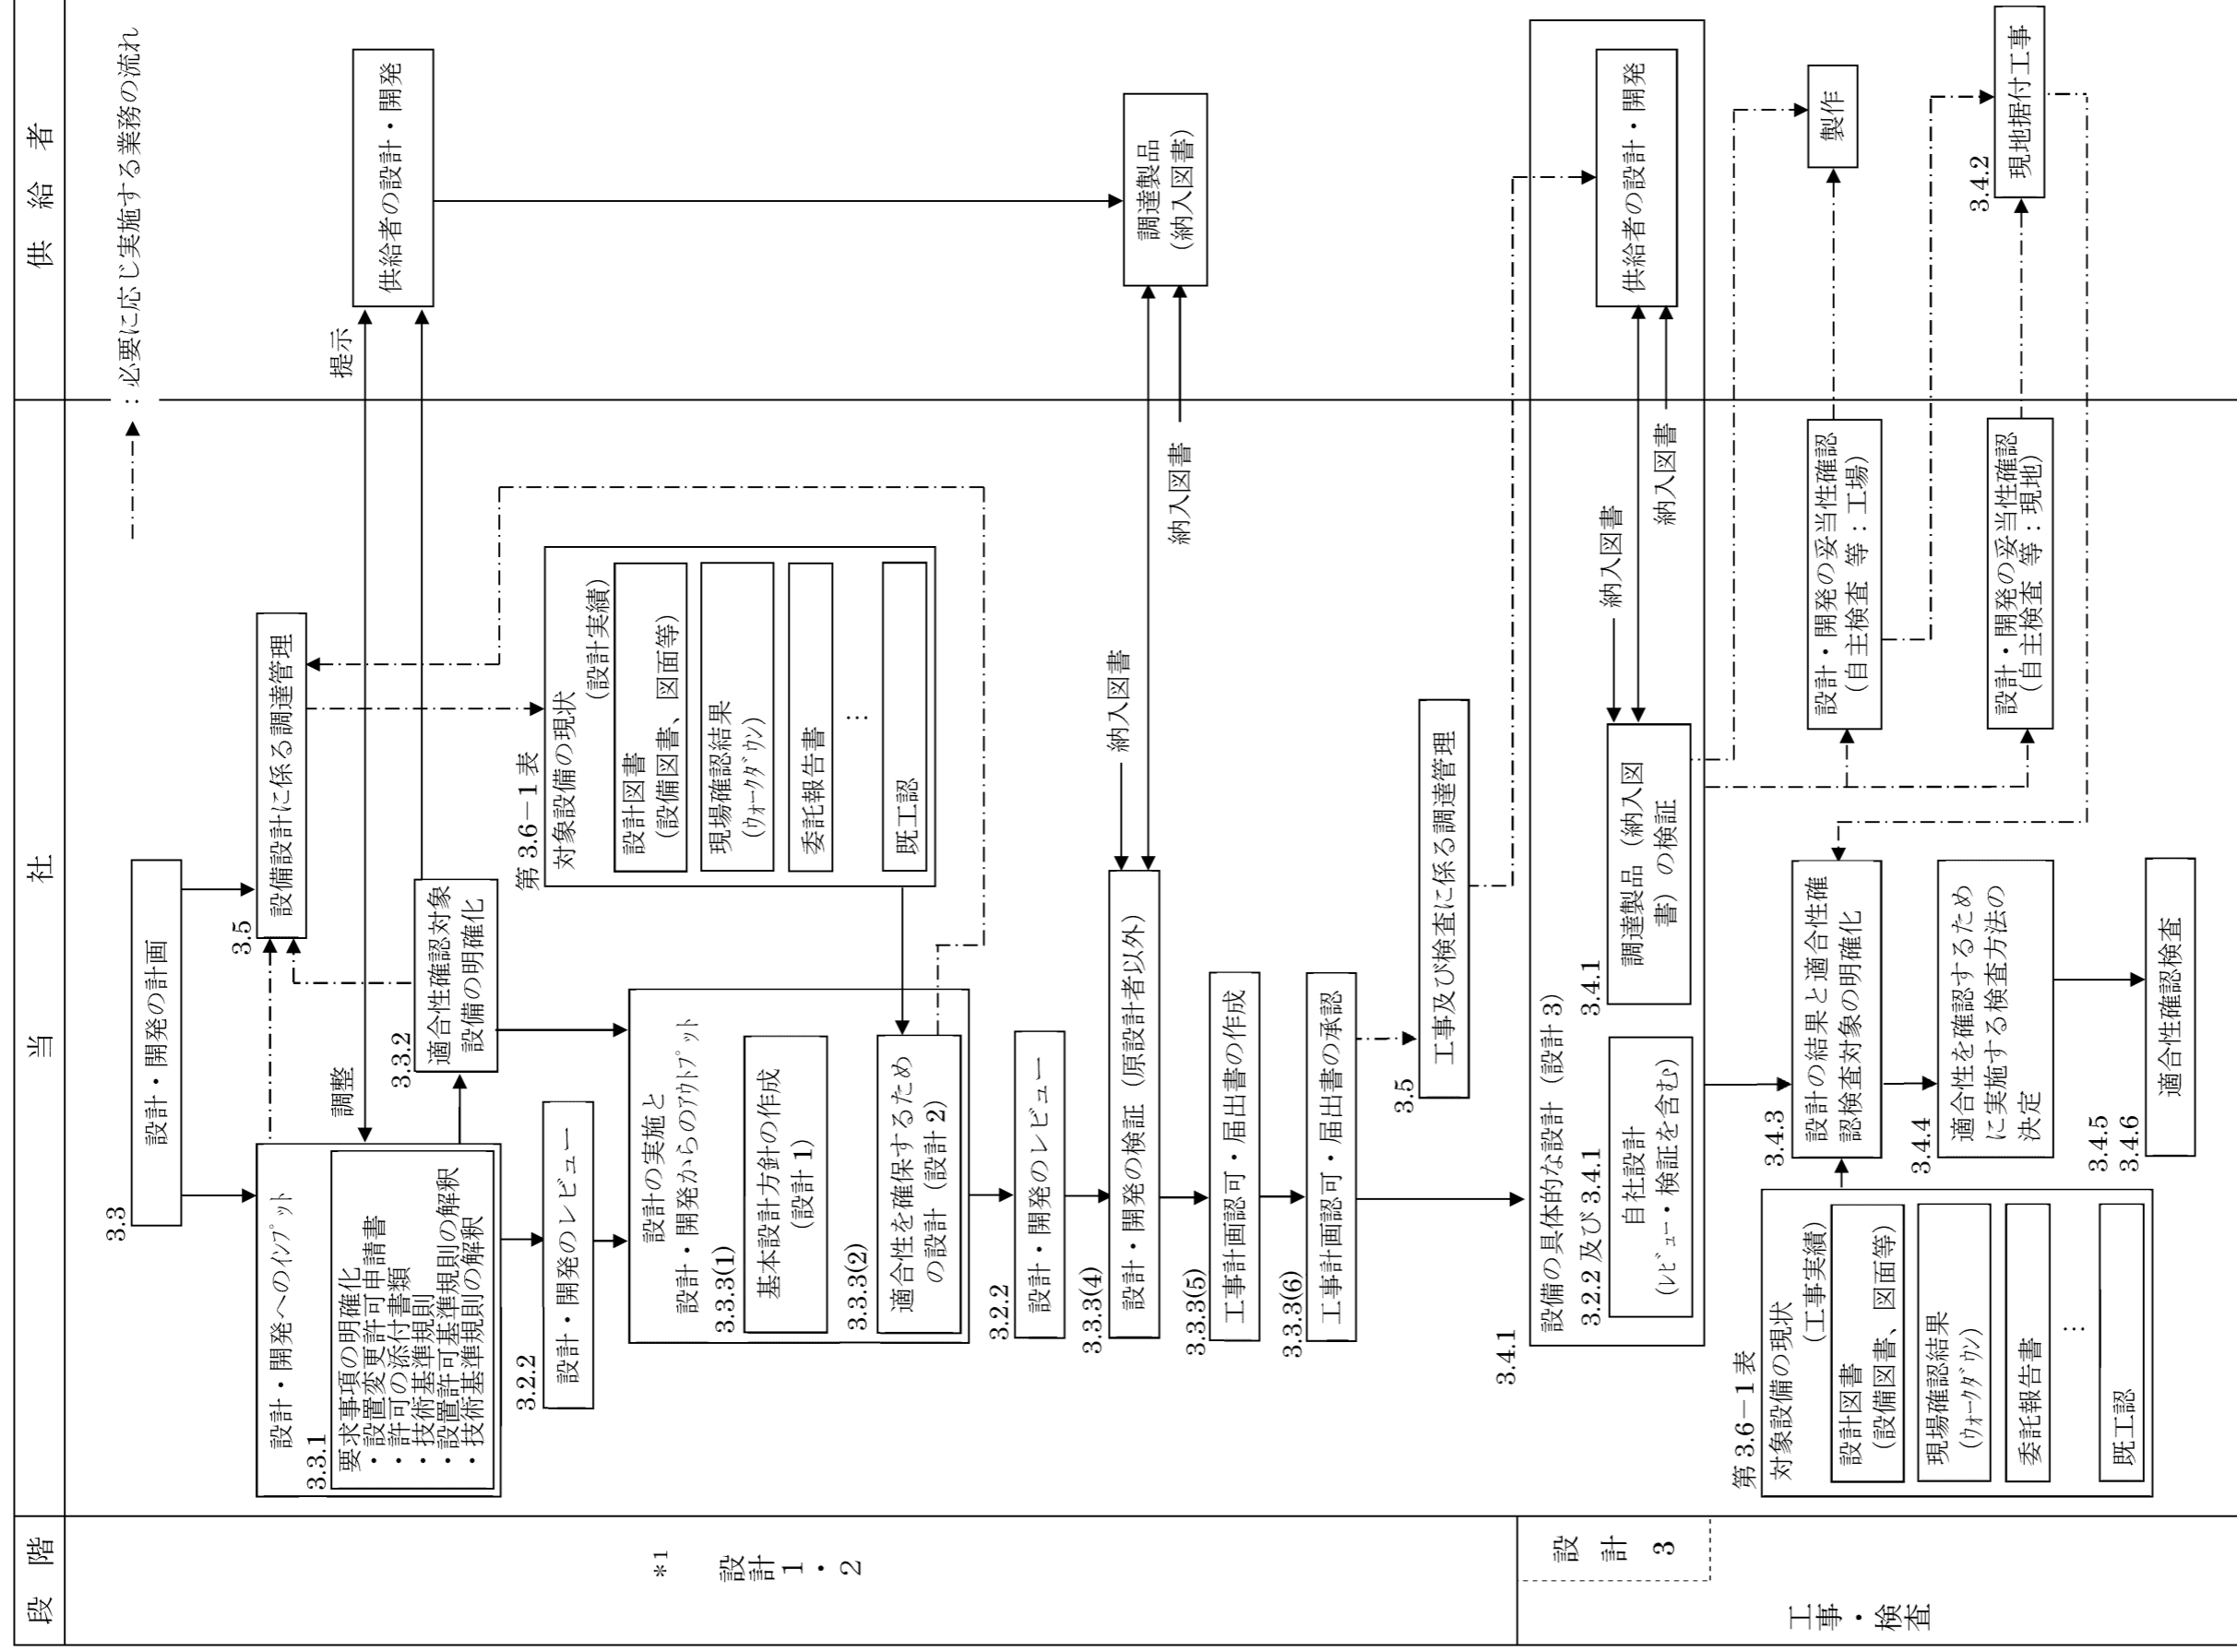 段階
当社
供給者
: 必要に応じ実施する業務の流れ
3.3
設計・開発の計画
3.5
設備設計に係る調達管理
設計・開発へのインプット
3.3.1
要求事項の明確化
・設置変更許可申請書
・許可の添付書類
・技術基準規則
・設置許可基準規則の解釈
・技術基準規則の解釈
調整
提示
供給者の設計・開発
3.3.2
適合性確認対象
設備の明確化
3.2.2
設計・開発のレビュー
第 3.6-1 表
対象設備の現状
(設計実績)
設計図書
(設備図書、図面等)
現場確認結果
(ウォークダウン)
委託報告書
…
既工認
*1
設計1・2
設計の実施と
設計・開発からのアウトプット
3.3.3(1)
基本設計方針の作成
(設計 1)
3.3.3(2)
適合性を確保するため
の設計(設計 2)
3.2.2
設計・開発のレビュー
3.3.3(4)
設計・開発の検証(原設計者以外)
納入図書
納入図書
調達製品
(納入図書)
3.3.3(5)
工事計画認可・届出書の作成
3.3.3(6)
工事計画認可・届出書の承認
3.5
工事及び検査に係る調達管理
設計3
3.4.1
設備の具体的な設計(設計 3)
3.2.2 及び 3.4.1
自社設計
(レビュー・検証を含む)
3.4.1
調達製品(納入図
書)の検証
納入図書
納入図書
供給者の設計・開発
工事・検査
第 3.6-1 表
対象設備の現状
(工事実績)
設計図書
(設備図書、図面等)
現場確認結果
(ウォークダウン)
委託報告書
…
既工認
3.4.3
設計の結果と適合性確
認検査対象の明確化
設計・開発の妥当性確認
(自主検査 等:工場)
製作
3.4.4
適合性を確認するため
に実施する検査方法の
決定
設計・開発の妥当性確認
(自主検査 等:現地)
3.4.2
現地据付工事
3.4.5
3.4.6
適合性確認検査